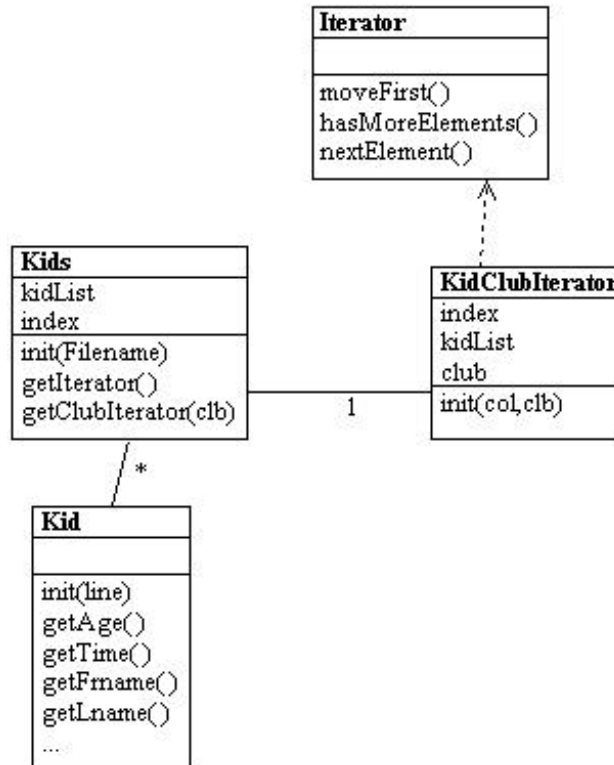 Iterator
moveFirst()
hasMoreElements()
nextElement()
Kids
kidList
index
init(Filename)
getIterator()
getClubIterator(clb)
KidClubIterator
index
kidList
club
init(col,clb)
1
*
Kid
init(line)
getAge()
getTime()
getFrname()
getLname()
...